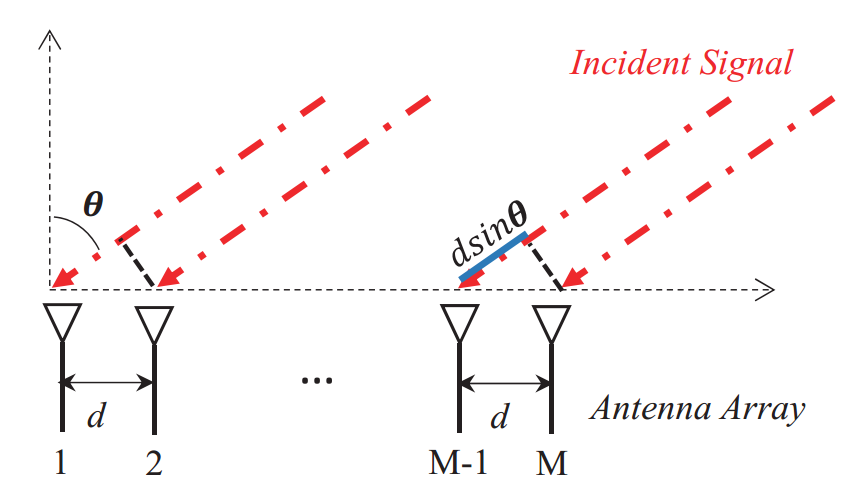 Incident Signal
θ
dsinθ
...
d
d
Antenna Array
1
2
M-1
M